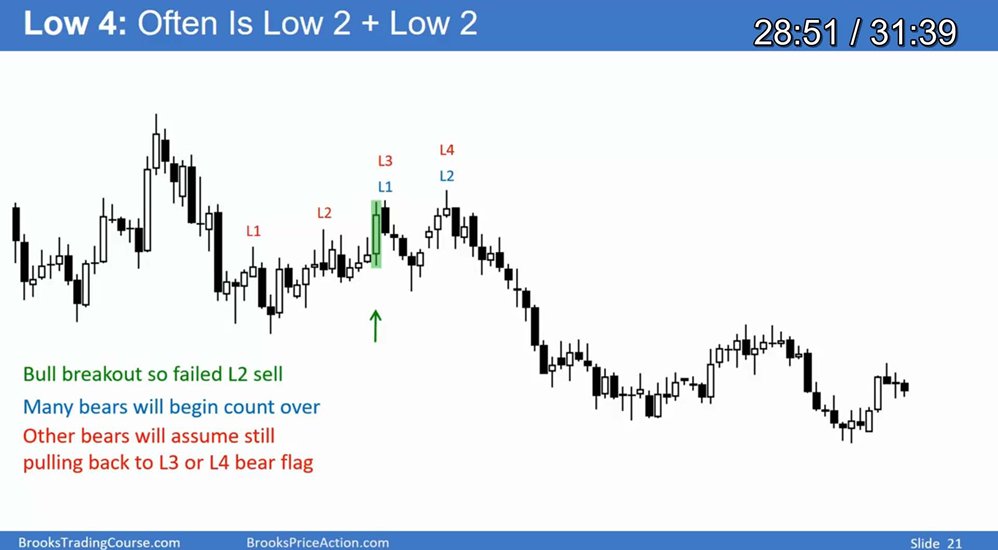 Low 4: Often Is Low 2 + Low 2
28:51 / 31:39
L1
L2
L3
L1
L4
L2
Bull breakout so failed L2 sell
Many bears will begin count over
Other bears will assume still
pulling back to L3 or L4 bear flag
BrooksTradingCourse.com
BrooksPriceAction.com
Slide 21